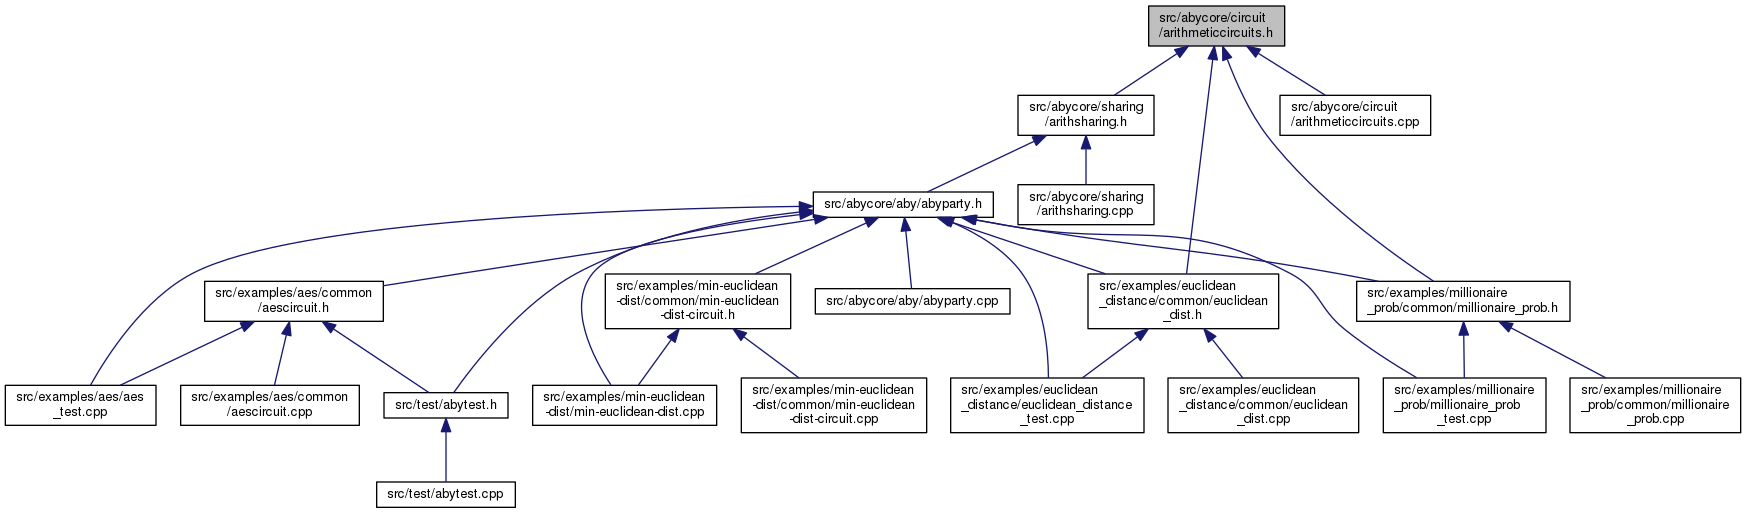 src/abycore/circuit
/arithmeticcircuits.h
src/abycore/sharing
/arithsharing.h
src/abycore/circuit
/arithmeticcircuits.cpp
src/abycore/aby/abyparty.h
src/abycore/sharing
/arithsharing.cpp
src/examples/aes/common
/aescircuit.h
src/examples/min-euclidean
-dist/common/min-euclidean
-dist-circuit.h
src/abycore/aby/abyparty.cpp
src/examples/euclidean
_distance/common/euclidean
_dist.h
src/examples/millionaire
_prob/common/millionaire_prob.h
src/examples/aes/aes
_test.cpp
src/examples/aes/common
/aescircuit.cpp
src/test/abytest.h
src/examples/min-euclidean
-dist/min-euclidean-dist.cpp
src/examples/min-euclidean
-dist/common/min-euclidean
-dist-circuit.cpp
src/examples/euclidean
_distance/euclidean_distance
_test.cpp
src/examples/euclidean
_distance/common/euclidean
_dist.cpp
src/examples/millionaire
_prob/millionaire_prob
_test.cpp
src/examples/millionaire
_prob/common/millionaire
_prob.cpp
src/test/abytest.cpp